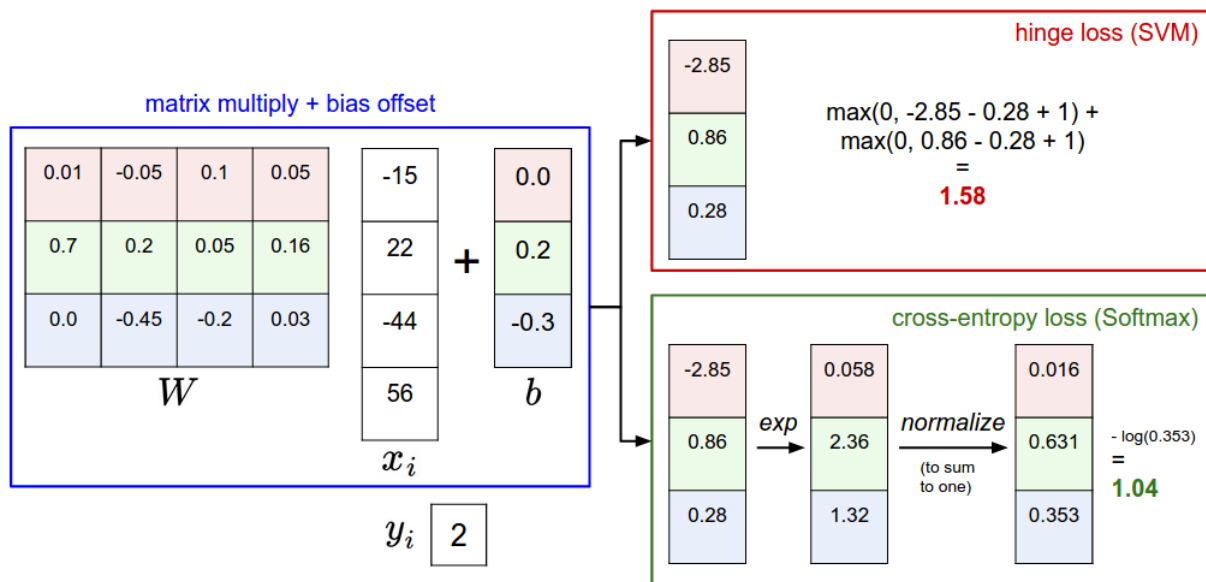 matrix multiply + bias offset
0.01 -0.05 0.1 0.05
0.7 0.2 0.05 0.16
0.0 -0.45 -0.2 0.03
W
-15
22
-44
56
x_i
+
0.0
0.2
-0.3
b
y_i 2
hinge loss (SVM)
-2.85
0.86
0.28
max(0, -2.85 - 0.28 + 1) +
max(0, 0.86 - 0.28 + 1)
=
1.58
cross-entropy loss (Softmax)
-2.85
0.86
0.28
exp
0.058
2.36
1.32
normalize
(to sum
to one)
0.016
0.631
0.353
- log(0.353)
=
1.04